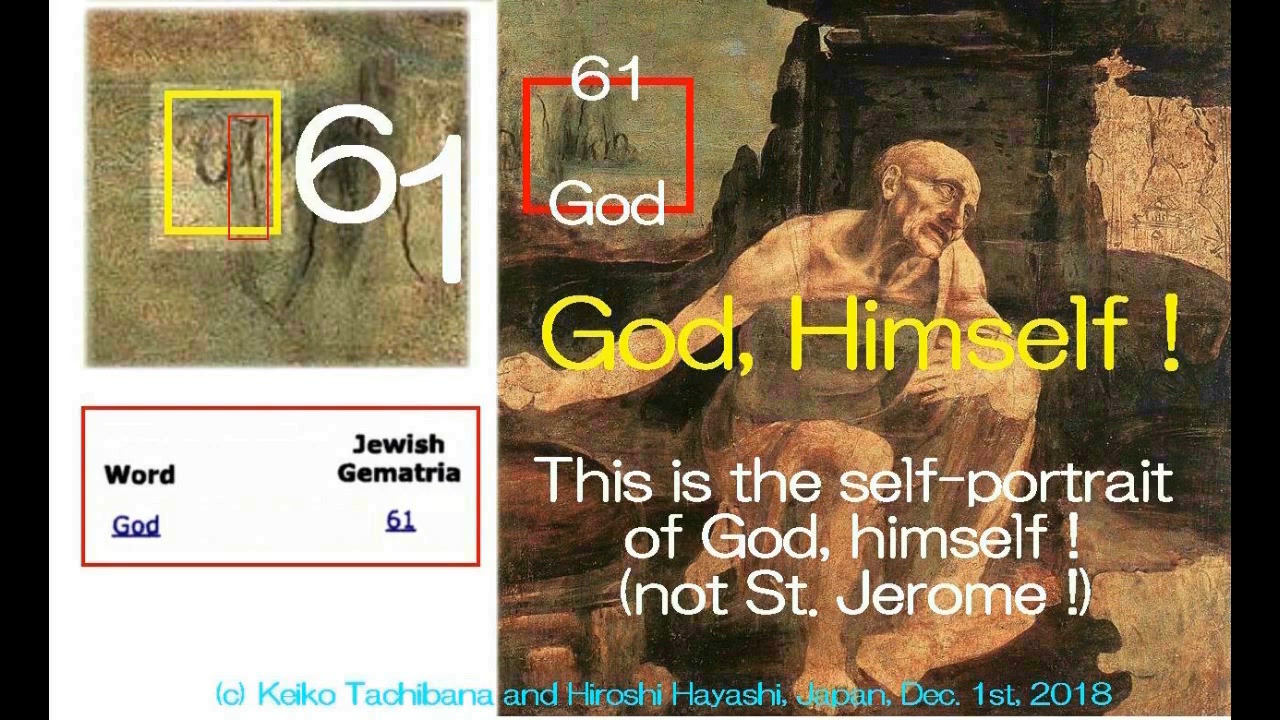 61
61
God
God, Himself !
Jewish
Word Gematria
God 61
This is the self-portrait
of God, himself !
(not St. Jerome !)
(c) Keiko Tachibana and Hiroshi Hayashi, Japan, Dec. 1st, 2018